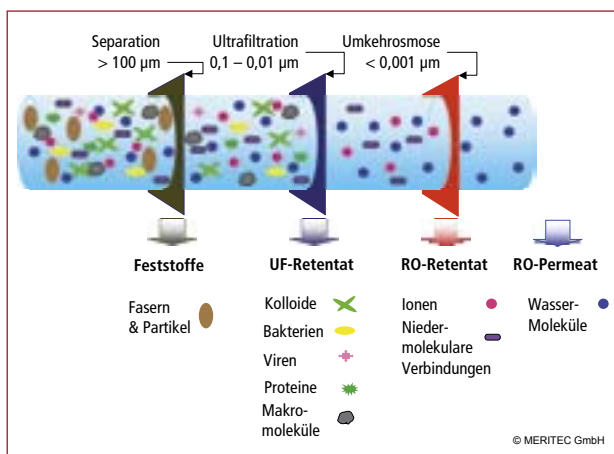 Separation
> 100 µm
Ultrafiltration
0,1 – 0,01 µm
Umkehrosmose
< 0,001 µm
Feststoffe
Fasern
& Partikel
UF-Retentat
Kolloide
Bakterien
Viren
Proteine
Makro-
moleküle
RO-Retentat
Ionen
Nieder-
molekulare
Verbindungen
RO-Permeat
Wasser-
Moleküle
© MERITEC GmbH